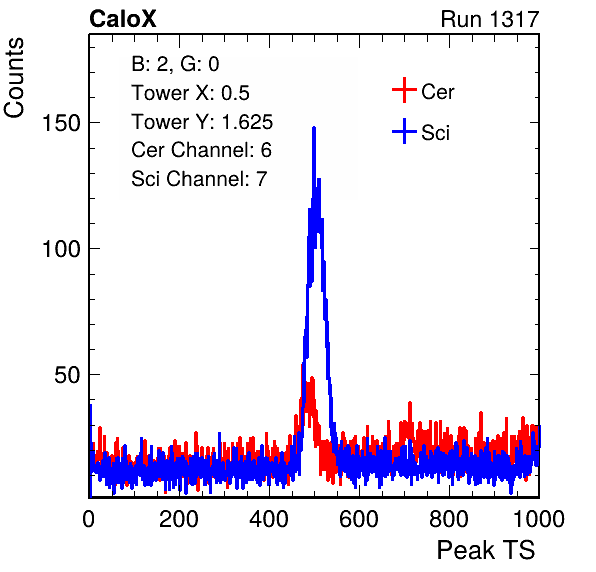 CaloX Run 1317
Counts
B: 2, G: 0
Tower X: 0.5
Tower Y: 1.625
Cer Channel: 6
Sci Channel: 7
Cer
Sci
150
100
50
0 200 400 600 800 1000
Peak TS